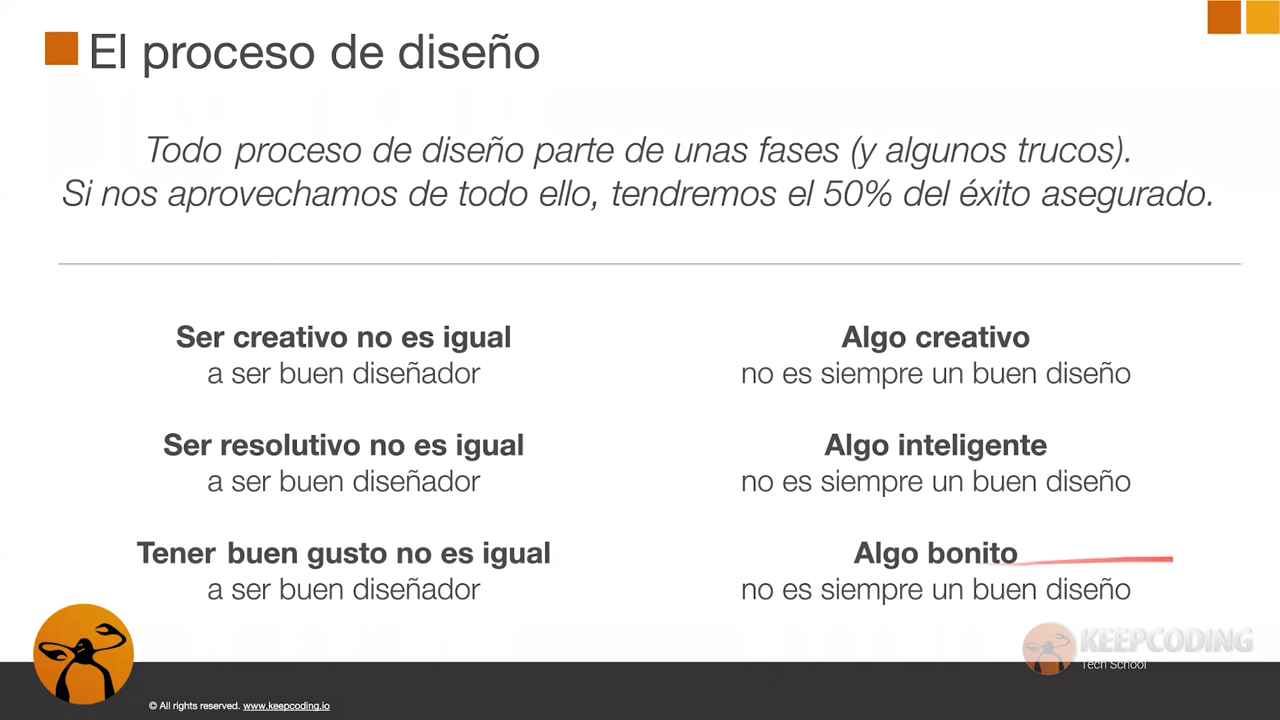 El proceso de diseño
Todo proceso de diseño parte de unas fases (y algunos trucos).
Si nos aprovechamos de todo ello, tendremos el 50% del éxito asegurado.
Ser creativo no es igual
a ser buen diseñador
Algo creativo
no es siempre un buen diseño
Ser resolutivo no es igual
a ser buen diseñador
Algo inteligente
no es siempre un buen diseño
Tener buen gusto no es igual
a ser buen diseñador
Algo bonito
no es siempre un buen diseño
KEEPCODING
Tech School
© All rights reserved. www.keepcoding.io